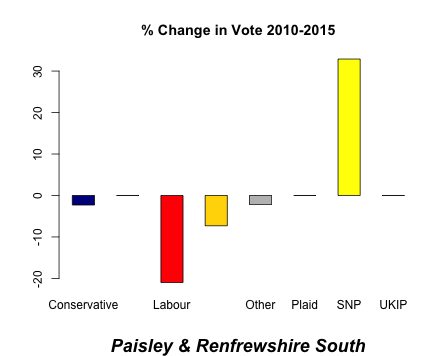 % Change in Vote 2010-2015
30
20
10
0
-10
-20
Conservative Labour Other Plaid SNP UKIP
Paisley & Renfrewshire South